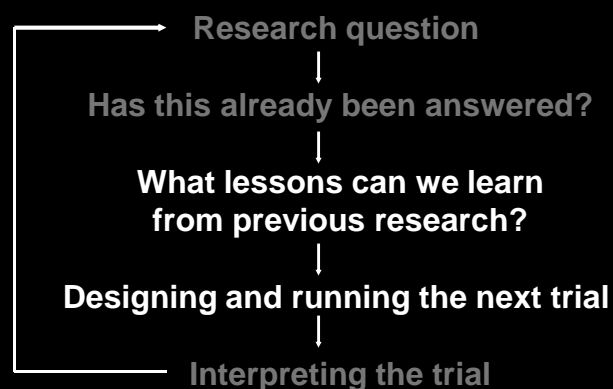 Research question
Has this already been answered?
What lessons can we learn
from previous research?
Designing and running the next trial
Interpreting the trial